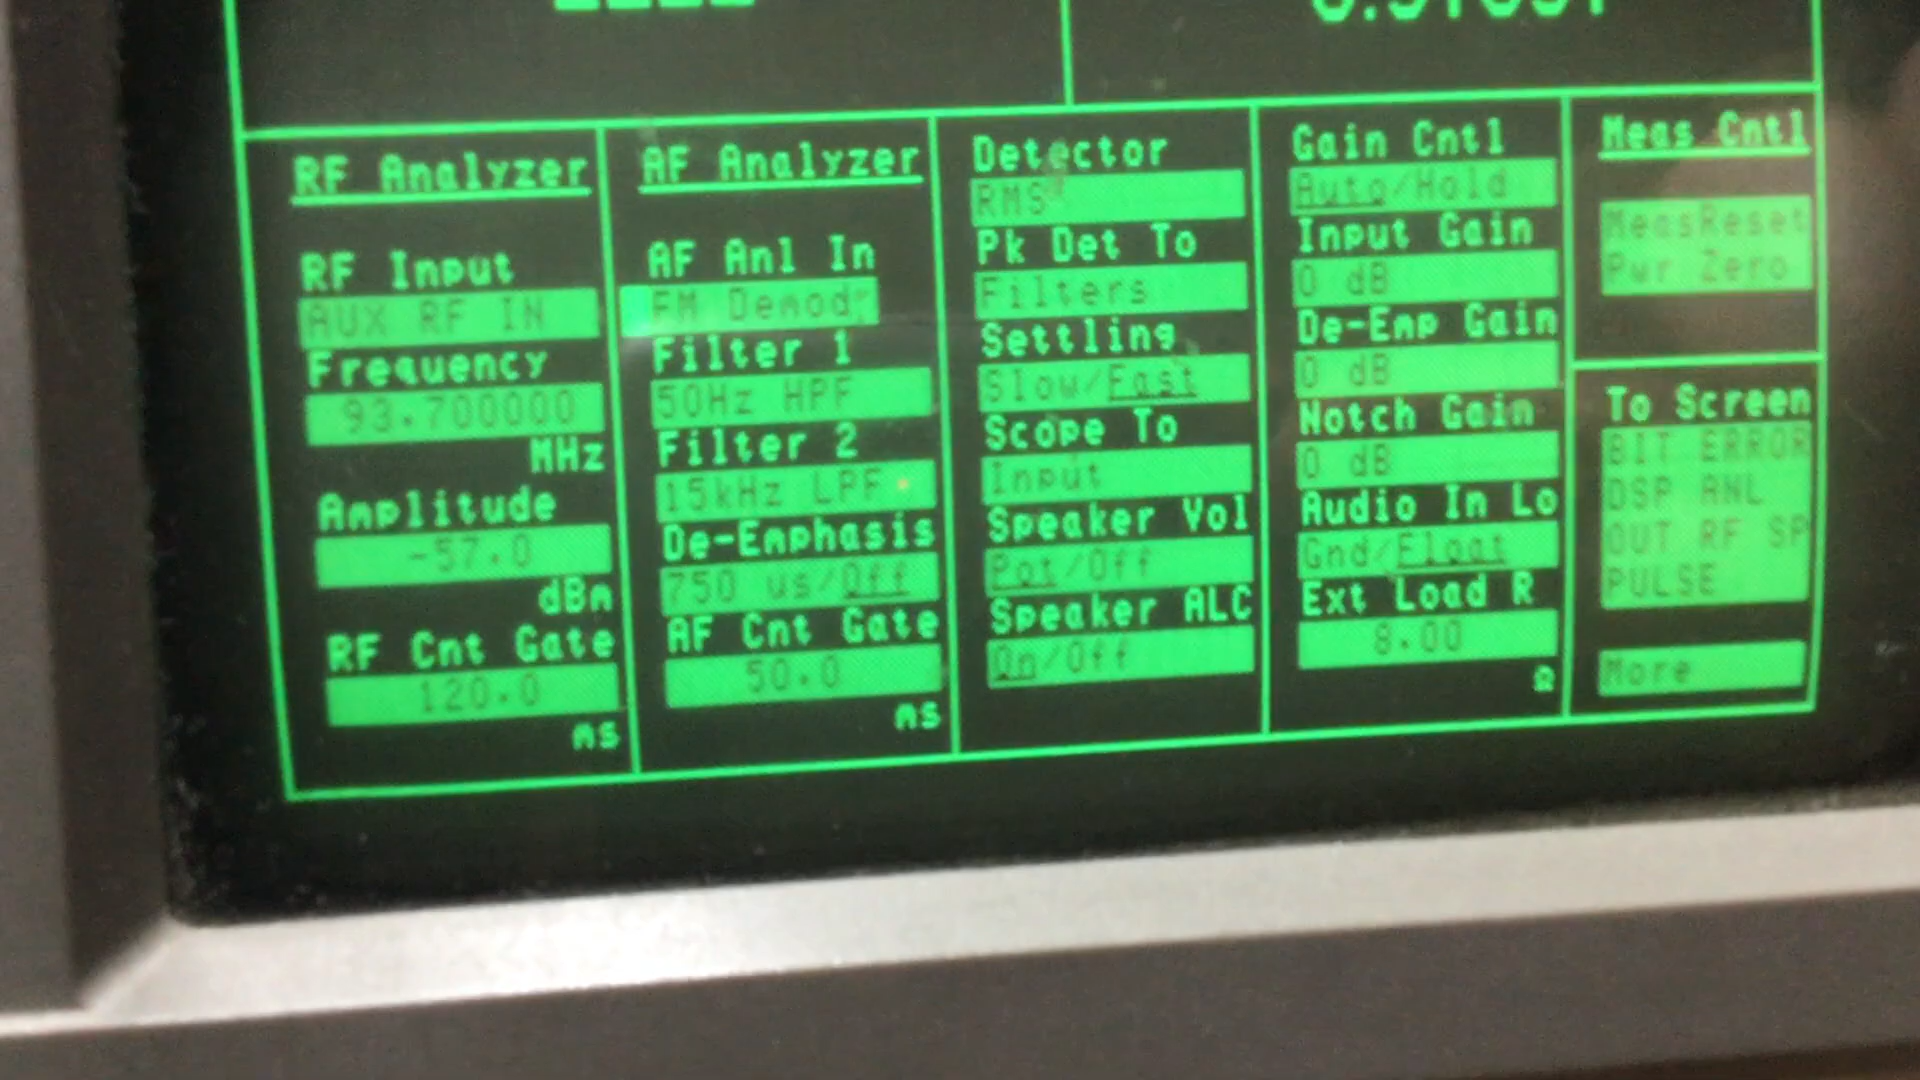 RF Analyzer
RF Input
AUX RF IN
Frequency
93.700000
MHz
Amplitude
-57.0
dBm
RF Cnt Gate
120.0
ms
AF Analyzer
AF Anl In
FM Demod
Filter 1
50Hz HPF
Filter 2
15kHz LPF
De-Emphasis
750 us/Off
AF Cnt Gate
50.0
ms
Detector
RMS
Pk Det To
Filters
Settling
Slow/Fast
Scope To
Input
Speaker Vol
Pot/Off
Speaker ALC
On/Off
Gain Cntl
Auto/Hold
Input Gain
0 dB
De-Emp Gain
0 dB
Notch Gain
0 dB
Audio In Lo
Gnd/Float
Ext Load R
8.00
Ω
Meas Cntl
MeasReset
Pwr Zero
To Screen
BIT ERROR
DSP ANL
OUT RF SP
PULSE
More